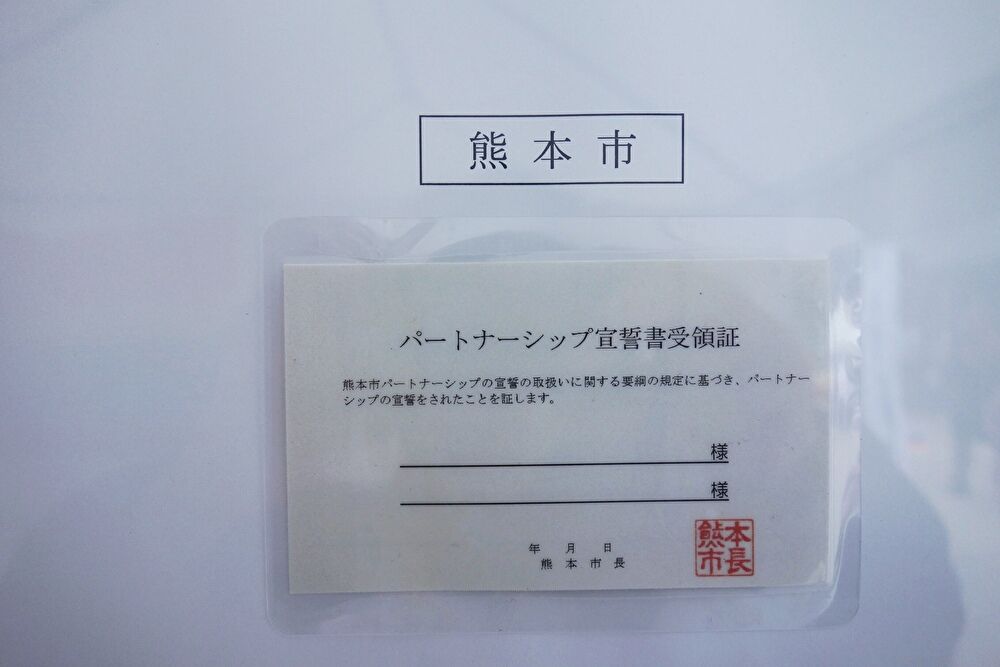 熊本市
パートナーシップ宣誓書受領証
熊本市パートナーシップの宣誓の取扱いに関する要綱の規定に基づき、パートナー
シップの宣誓をされたことを証します。
様
様
年 月 日
熊本市長
熊本市長